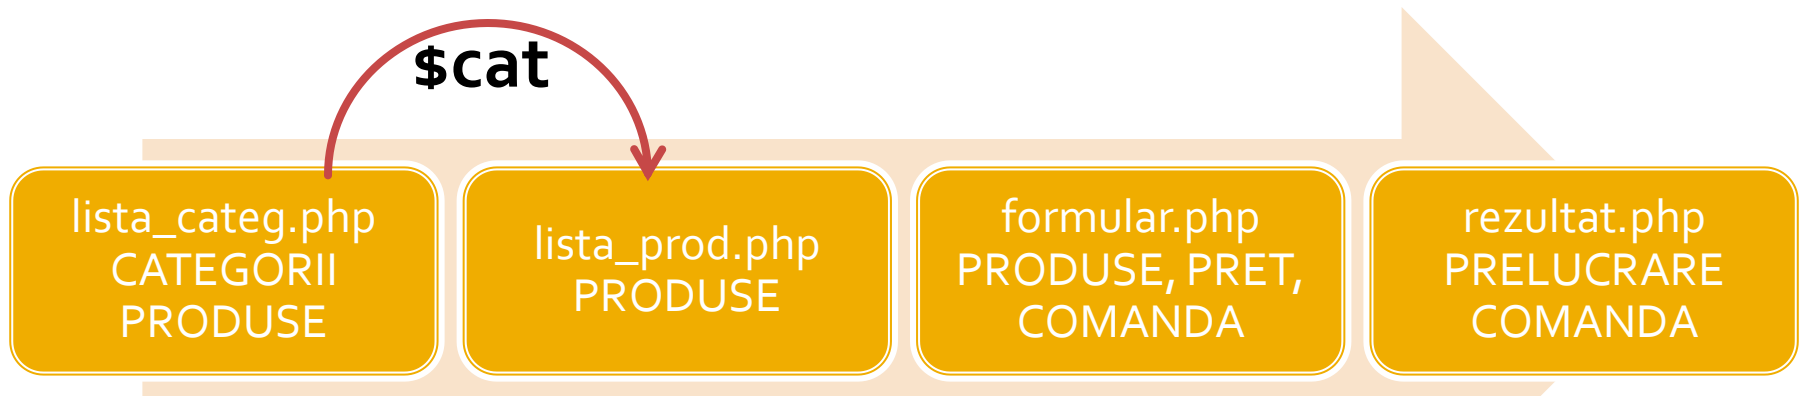 $cat
lista_categ.php
CATEGORII
PRODUSE
lista_prod.php
PRODUSE
formular.php
PRODUSE, PRET,
COMANDA
rezultat.php
PRELUCRARE
COMANDA